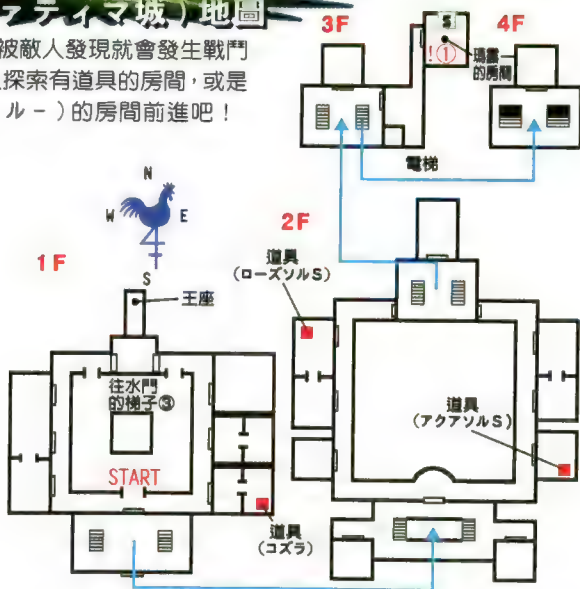 ァティマ城)地圖
被敵人發現就會發生戰鬥
探索有道具的房間,或是
ルー)的房間前進吧!
3F
4F
S
!①
瑪露
的房間
電梯
N
W
E
S
1F
2F
王座
道具
(ローズソルS)
往水門
的梯子③
START
道具
(アクアソルS)
道具
(コズラ)